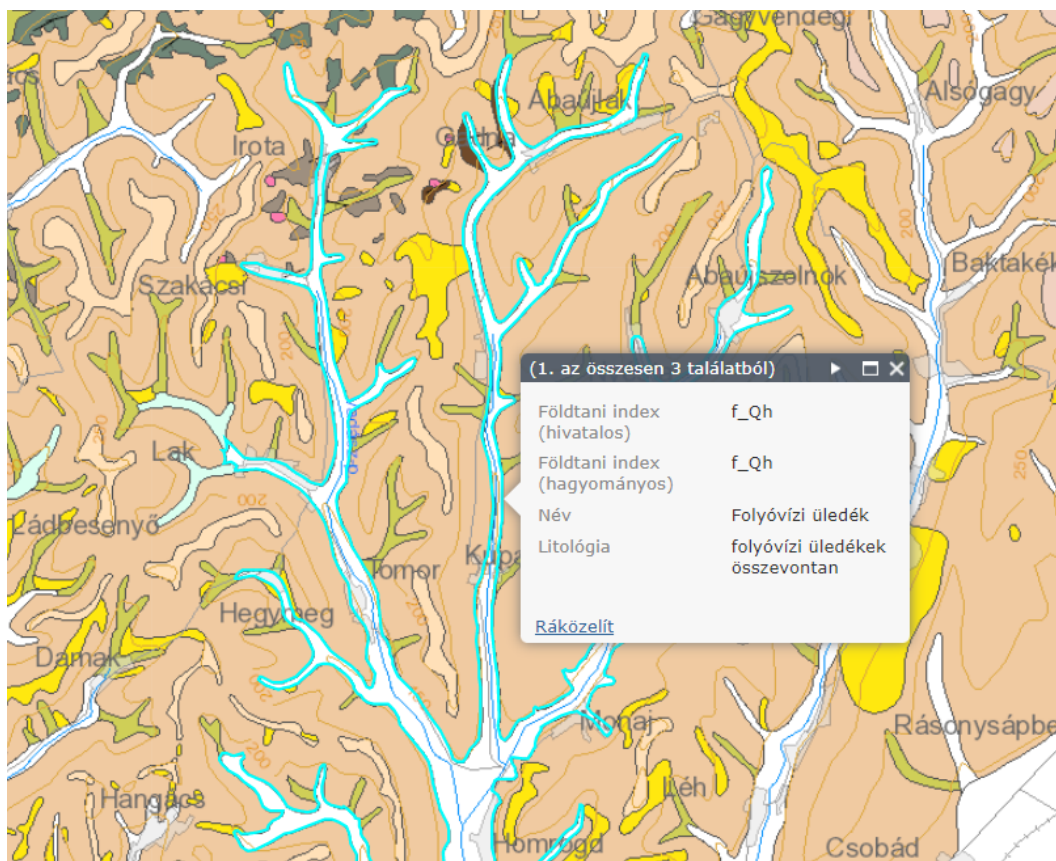 Gagyvendégi
Abaújlak
Alsógagy
Irota
Gadna
Szakácsi
Abaújszolnok
Baktakék
200
200
200
200
250
(1. az összesen 3 találatból)
Földtani index
(hivatalos)
f_Qh
Földtani index
(hagyományos)
f_Qh
Név
Folyóvízi üledék
Litológia
folyóvízi üledékek
összevontan
Ráközelít
Lak
Ládbesenyő
Kupa
Tomor
Hegymeg
Damak
Monaj
Rásonysápbe
Hangács
Léh
Homrogd
Csobád